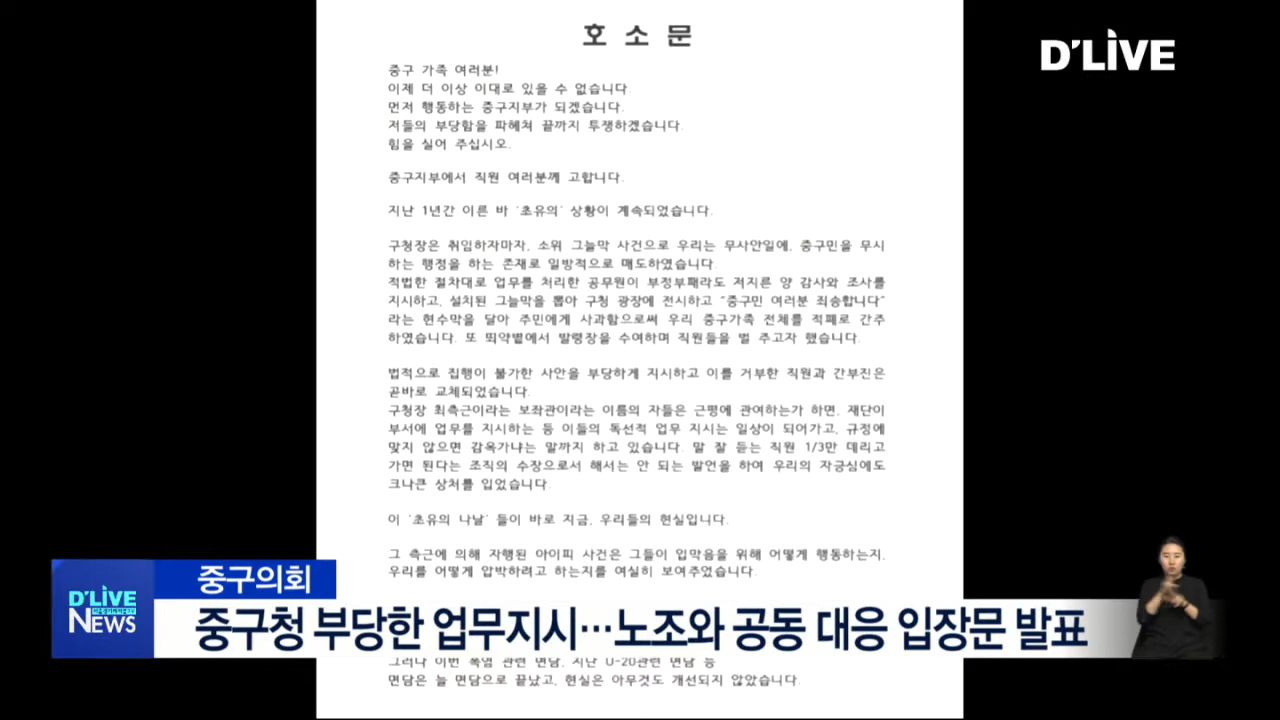 호 소 문
D'LIVE
중구 가족 여러분!
이제 더 이상 이대로 있을 수 없습니다.
먼저 행동하는 중구지부가 되겠습니다.
저들의 부당함을 파헤쳐 끝까지 투쟁하겠습니다.
힘을 실어 주십시오.
중구지부에서 직원 여러분께 고합니다.
지난 1년간 이른 바 '초유의' 상황이 계속되었습니다.
구청장은 취임하자마자, 소위 그늘막 사건으로 우리는 무사안일에, 중구민을 무시
하는 행정을 하는 존재로 일방적으로 매도하였습니다.
적법한 절차대로 업무를 처리한 공무원이 부정부패라도 저지른 양 감사와 조사를
지시하고, 설치된 그늘막을 뽑아 구청 광장에 전시하고 "중구민 여러분 죄송합니다"
라는 현수막을 달아 주민에게 사과함으로써 우리 중구가족 전체를 적폐로 간주
하였습니다. 또 뙤약볕에서 발령장을 수여하며 직원들을 벌 주고자 했습니다.
법적으로 집행이 불가한 사안을 부당하게 지시하고 이를 거부한 직원과 간부진은
곧바로 교체되었습니다.
구청장 최측근이라는 보좌관이라는 이름의 자들은 근평에 관여하는가 하면, 재단이
부서에 업무를 지시하는 등 이들의 독선적 업무 지시는 일상이 되어가고, 규정에
맞지 않으면 감옥가냐는 말까지 하고 있습니다. 말 잘 듣는 직원 1/3만 데리고
가면 된다는 조직의 수장으로서 해서는 안 되는 발언을 하여 우리의 자긍심에도
크나큰 상처를 입었습니다.
이 '초유의 나날' 들이 바로 지금, 우리들의 현실입니다.
그 측근에 의해 자행된 아이피 사건은 그들이 입막음을 위해 어떻게 행동하는지,
우리를 어떻게 압박하려고 하는지를 여실히 보여주었습니다.
중구의회
D'LIVE
NEWS
중구청 부당한 업무지시…노조와 공동 대응 입장문 발표
그러나 이번 폭염 관련 면담, 지난 U-20관련 면담 등
면담은 늘 면담으로 끝났고, 현실은 아무것도 개선되지 않았습니다.